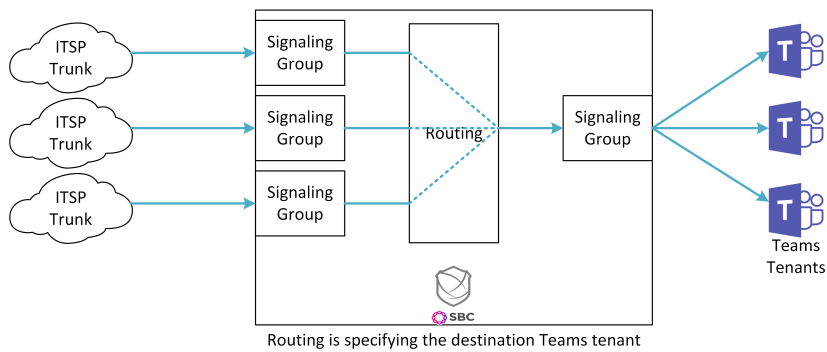 ITSP
Trunk
Signaling
Group
ITSP
Trunk
Signaling
Group
Routing
Signaling
Group
T
T
ITSP
Trunk
Signaling
Group
T
Teams
Tenants
SBC
Routing is specifying the destination Teams tenant